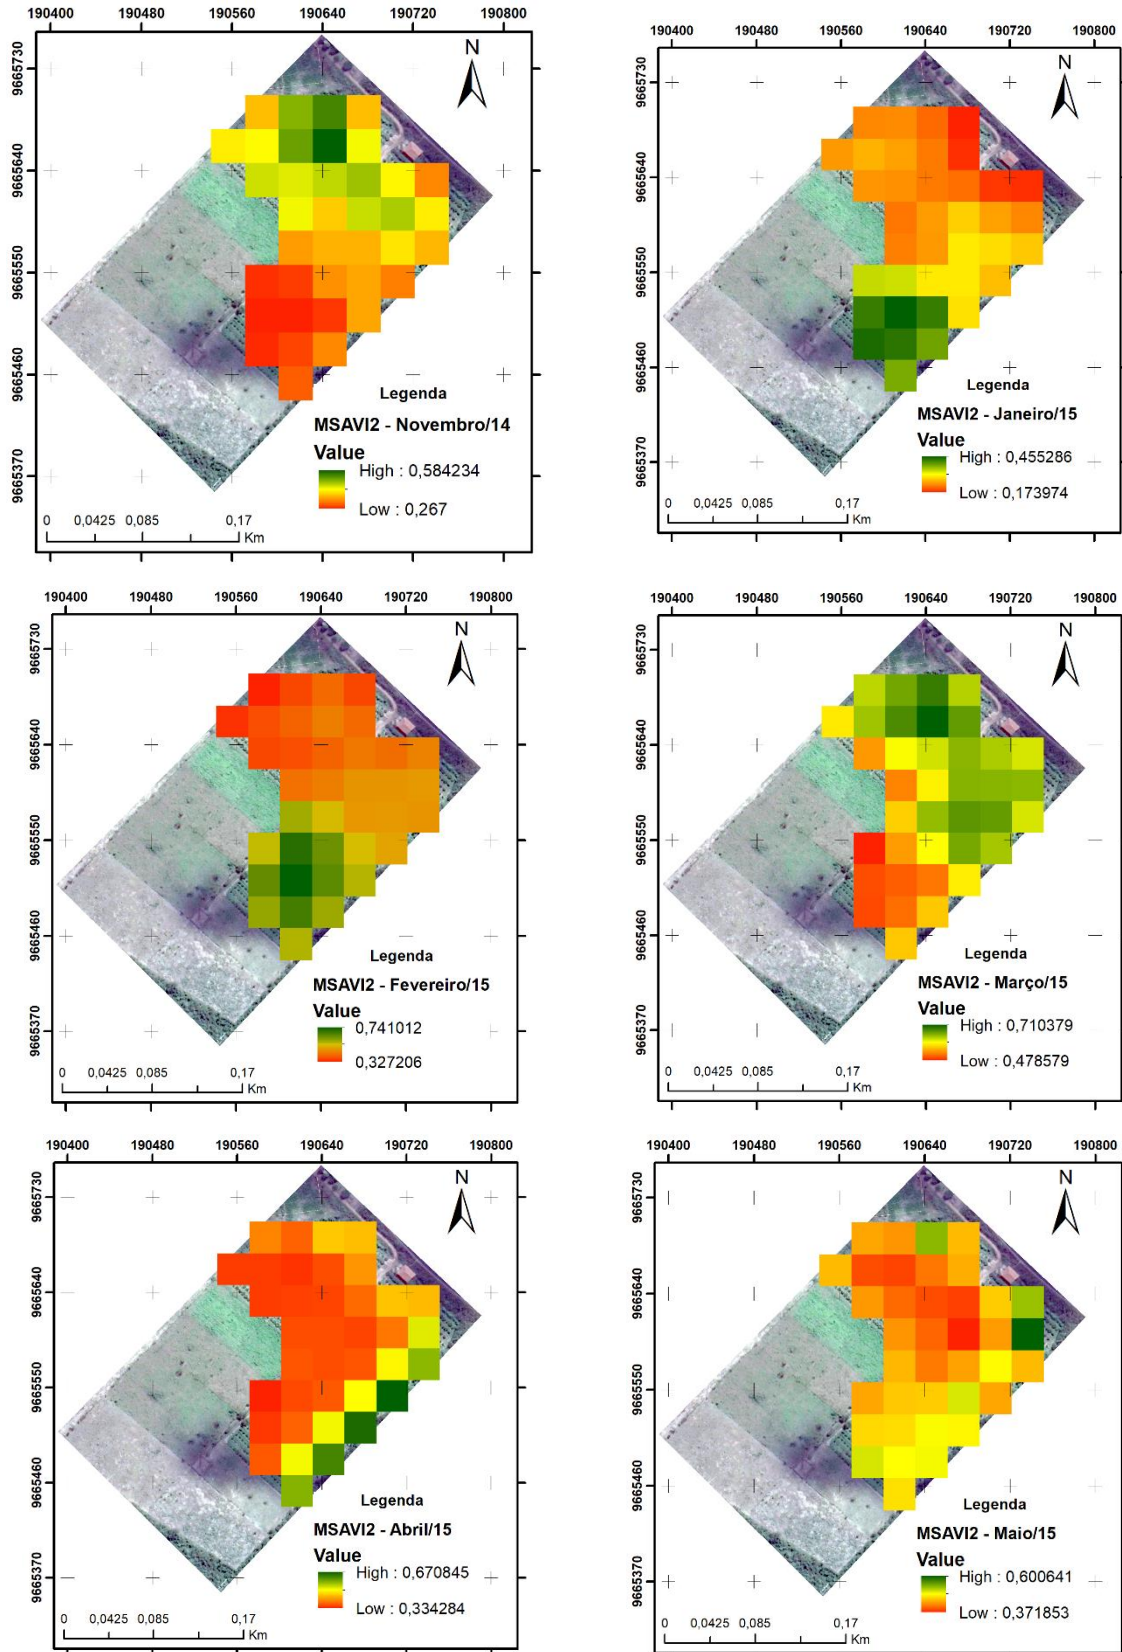 190400 190480 190560 190640 190720 190800
9665730
9665640
9665550
9665460
9665370
N
Legenda
MSAVI2 - Novembro/14
Value
High : 0,584234
Low : 0,267
0 0,0425 0,085 0,17
Km
190400 190480 190560 190640 190720 190800
9665730
9665640
9665550
9665460
9665370
N
Legenda
MSAVI2 - Janeiro/15
Value
High : 0,455286
Low : 0,173974
0 0,0425 0,085 0,17
Km
190400 190480 190560 190640 190720 190800
9665730
9665640
9665550
9665460
9665370
N
Legenda
MSAVI2 - Fevereiro/15
Value
0,741012
0,327206
0 0,0425 0,085 0,17
Km
190400 190480 190560 190640 190720 190800
9665730
9665640
9665550
9665460
9665370
N
Legenda
MSAVI2 - Março/15
Value
High : 0,710379
Low : 0,478579
0 0,0425 0,085 0,17
Km
190400 190480 190560 190640 190720 190800
9665730
9665640
9665550
9665460
9665370
N
Legenda
MSAVI2 - Abril/15
Value
High : 0,670845
Low : 0,334284
0 0,0425 0,085 0,17
Km
190400 190480 190560 190640 190720 190800
9665730
9665640
9665550
9665460
9665370
N
Legenda
MSAVI2 - Maio/15
Value
High : 0,600641
Low : 0,371853
0 0,0425 0,085 0,17
Km